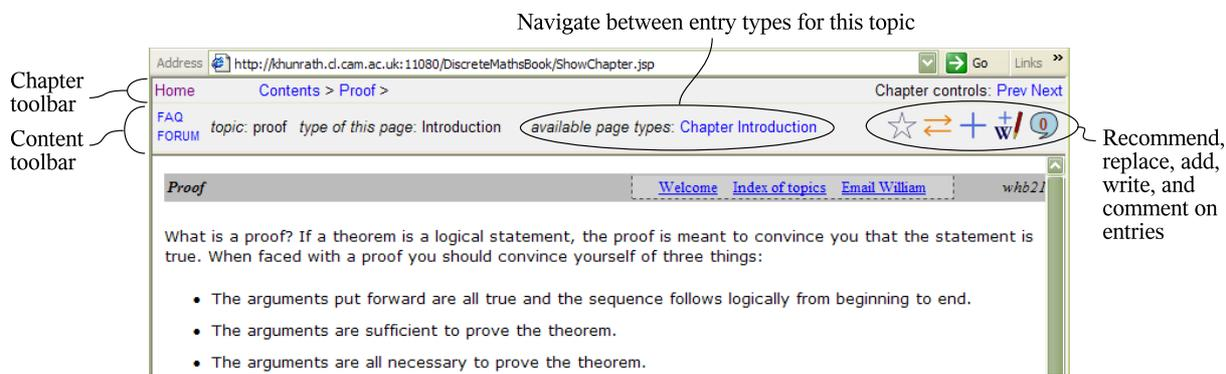 Navigate between entry types for this topic
Address http://khunrath.cl.cam.ac.uk:11080/DiscreteMathsBook/ShowChapter.jsp Go Links »
Chapter
toolbar
Home Contents > Proof > Chapter controls: Prev Next
Content
toolbar
FAQ
FORUM
topic: proof type of this page: Introduction available page types: Chapter Introduction
W 0
Recommend,
replace, add,
write, and
comment on
entries
Proof Welcome Index of topics Email William whb21
What is a proof? If a theorem is a logical statement, the proof is meant to convince you that the statement is
true. When faced with a proof you should convince yourself of three things:
• The arguments put forward are all true and the sequence follows logically from beginning to end.
• The arguments are sufficient to prove the theorem.
• The arguments are all necessary to prove the theorem.